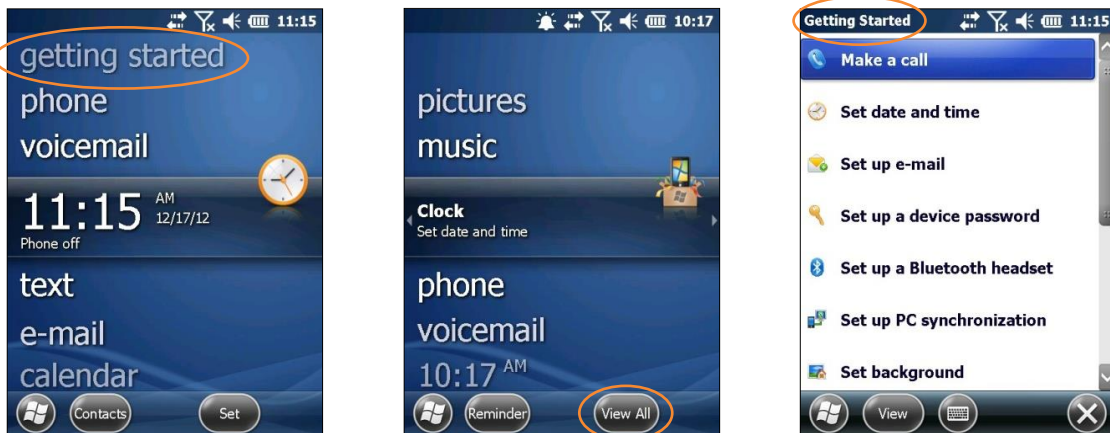 11:15
getting started
phone
voicemail
11:15 AM
12/17/12
Phone off
text
e-mail
calendar
Contacts
Set
10:17
pictures
music
Clock
Set date and time
phone
voicemail
10:17 AM
Reminder
View All
Getting Started 11:15
Make a call
Set date and time
Set up e-mail
Set up a device password
Set up a Bluetooth headset
Set up PC synchronization
Set background
View